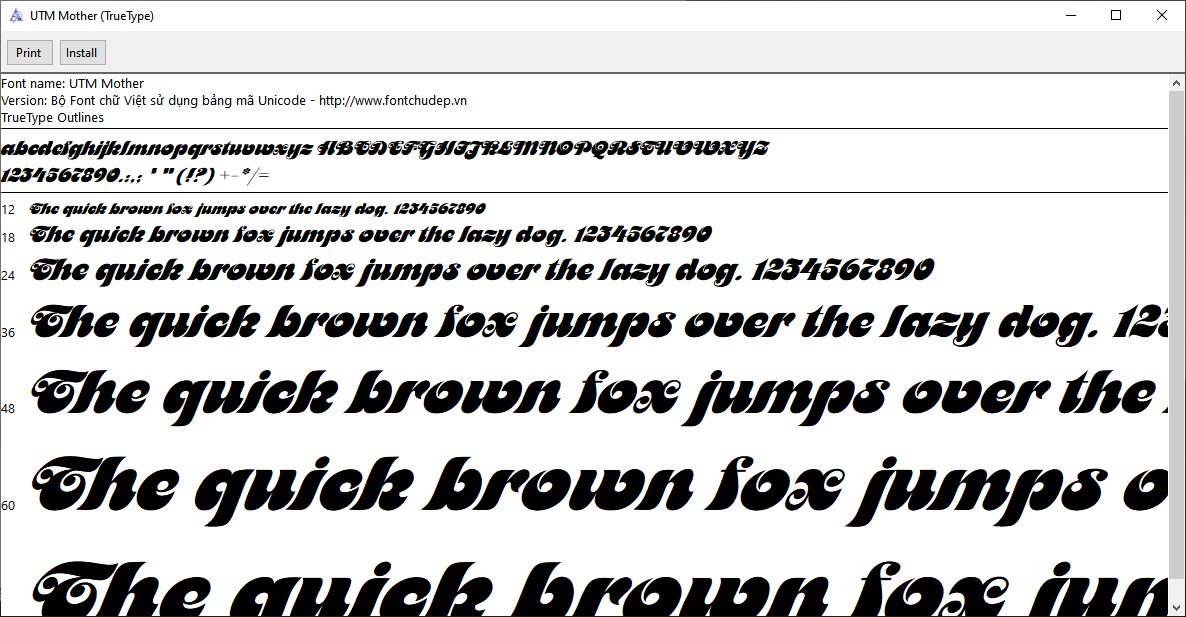 UTM Mother (TrueType)
Print Install
Font name: UTM Mother
Version: Bộ Font chữ Việt sử dụng bảng mã Unicode - http://www.fontchudep.vn
TrueType Outlines
abcdefghijklmnopqrstuvwxyz ABCDEFGHIJKLMNOPQRSTUVWXYZ
1234567890.:,; ' " (!?) +-*/=
12 The quick brown fox jumps over the lazy dog. 1234567890
18 The quick brown fox jumps over the lazy dog. 1234567890
24 The quick brown fox jumps over the lazy dog. 1234567890
36 The quick brown fox jumps over the lazy dog. 123
48 The quick brown fox jumps over the
60 The quick brown fox jumps o
The quick brown fox jum